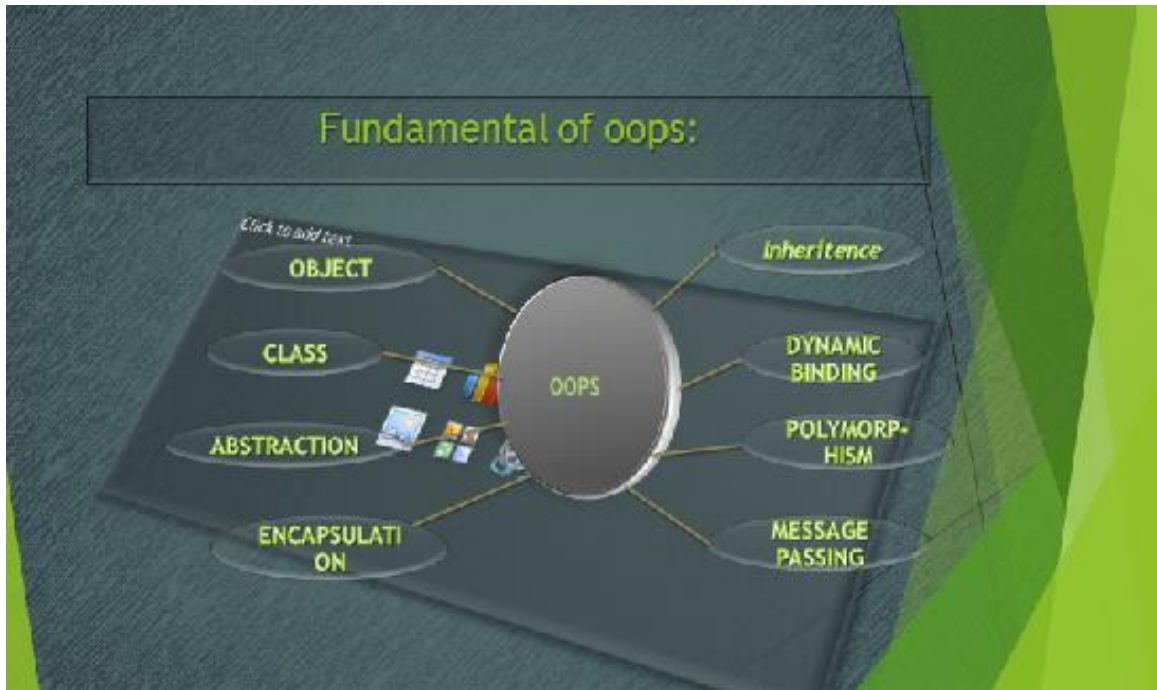 Fundamental of oops:
Click to add text
OBJECT
CLASS
ABSTRACTION
ENCAPSULATI
ON
OOPS
Inheritence
DYNAMIC
BINDING
POLYMORP-
HISM
MESSAGE
PASSING